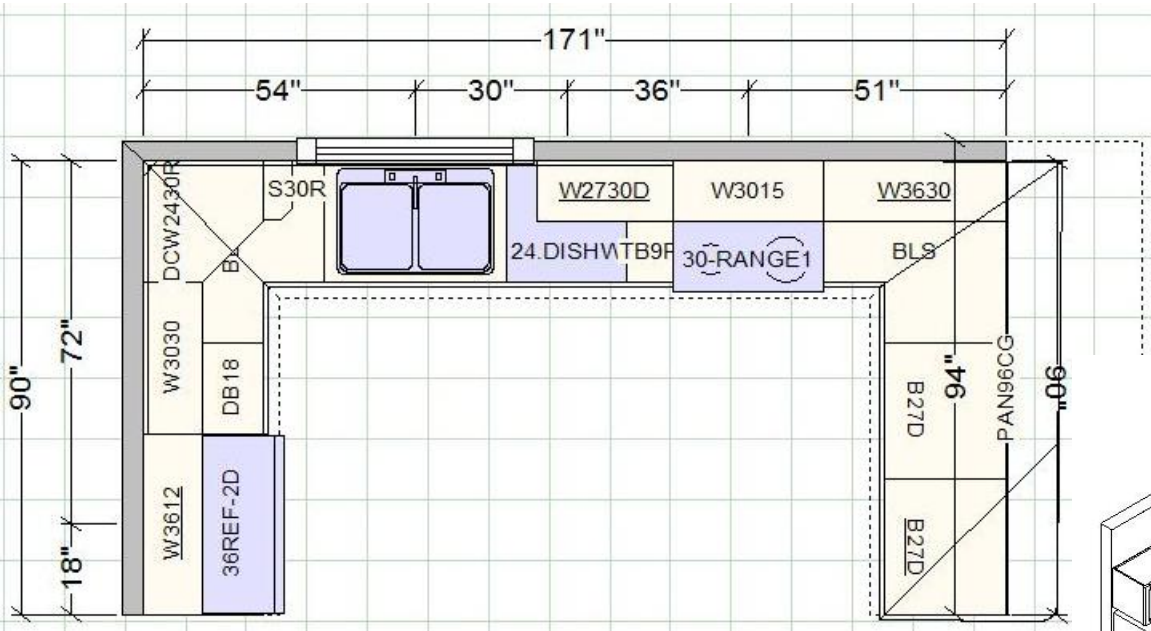 171"
54"
30"
36"
51"
DCW2430R
S30R
W2730D
W3015
W3630
24.DISHW
30-RANGE1
BLS
W3030
DB18
72"
90"
B27D
94"
PAN96CG
90"
W3612
36REF-2D
18"
B27D